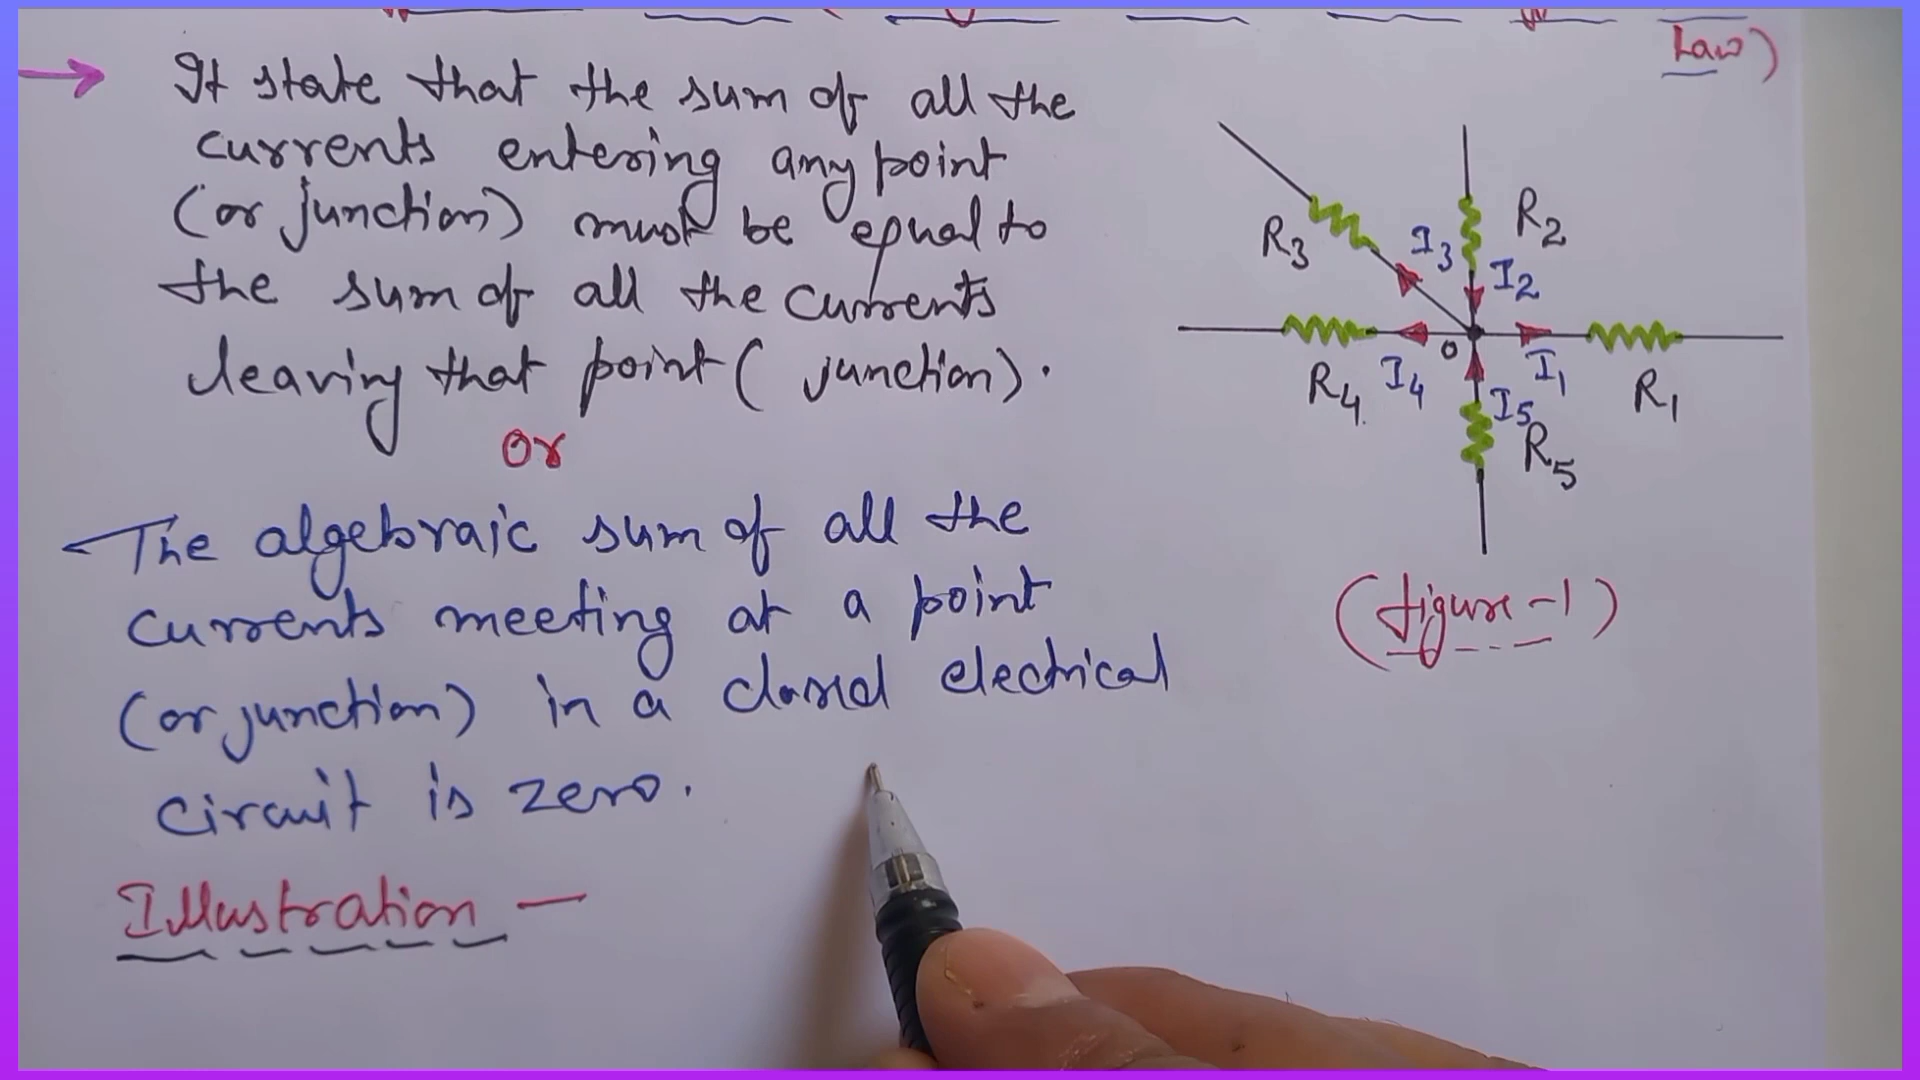 Law)
It state that the sum of all the
currents entering any point
(or junction) must be equal to
the sum of all the currents
leaving that point ( junction).
or
The algebraic sum of all the
currents meeting at a point
(or junction) in a closed electrical
circuit is zero.
Illustration —
R3
I3
R2
I2
O
R4
I4
I1
R1
I5
R5
(figure-1)